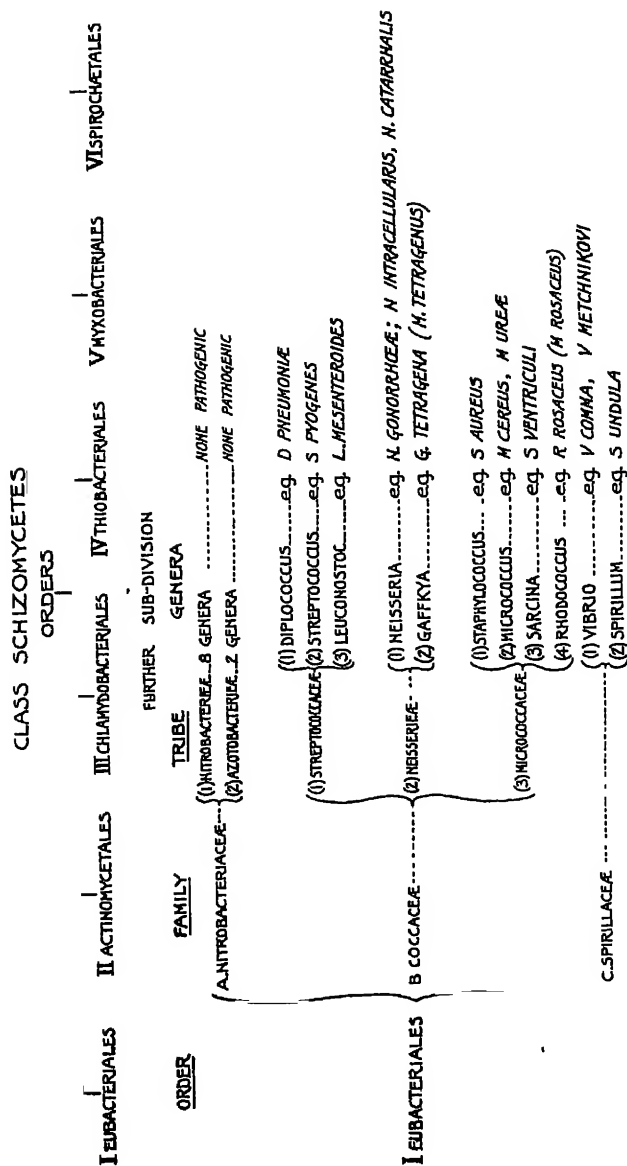 CLASS SCHIZOMYCETES
ORDERS
I EUBACTERIALES II ACTINOMYCETALES III CHLAMYDOBACTERIALES IV THIOBACTERIALES V MYXOBACTERIALES VI SPIROCHÆTALES
FURTHER SUB-DIVISION
ORDER FAMILY TRIBE GENERA
A. NITROBACTERIACEÆ---- (1) NITROBACTERIEÆ...8 GENERA ............NONE PATHOGENIC
(2) AZOTOBACTERIEÆ...2 GENERA ............NONE PATHOGENIC
(1) DIPLOCOCCUS......e.g. D PNEUMONIÆ
(1) STREPTOCOCCACEÆ (2) STREPTOCOCCUS......e.g. S PYOGENES
(3) LEUCONOSTOC......e.g. L. MESENTEROIDES
I EUBACTERIALES B COCCACEÆ---------- (2) NEISSERIEÆ- --- (1) NEISSERIA.........e.g. N. GONORRHŒÆ; N INTRACELLULARIS, N. CATARRHALIS
(2) GAFFKYA..........e.g. G. TETRAGENA (M. TETRAGENUS)
(1) STAPHYLOCOCCUS.... e.g. S AUREUS
(3) MICROCOCCACEÆ (2) MICROCOCCUS......e.g. M CEREUS, M UREÆ
(3) SARCINA..........e.g. S VENTRICULI
(4) RHODOCOCCUS ....e.g. R ROSACEUS (M ROSACEUS)
C. SPIRILLACEÆ --- ---------------- (1) VIBRIO ............e.g. V COMMA, V METCHNIKOVI
(2) SPIRILLUM.........e.g. S UNDULA